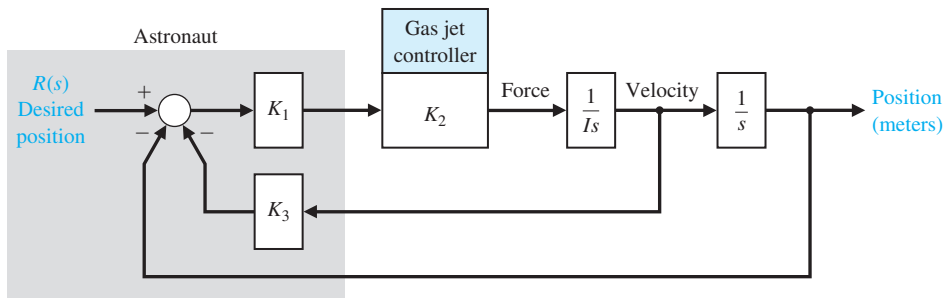 Astronaut
Gas jet
controller
R(s)
Desired
position
+
−
−
K₁
K₂
Force
1
Is
Velocity
1
s
Position
(meters)
K₃